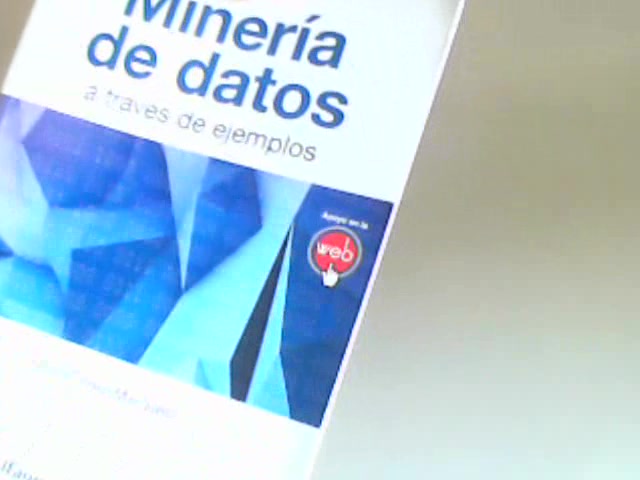 Minería
de datos
a través de ejemplos
Apoyo en la
web